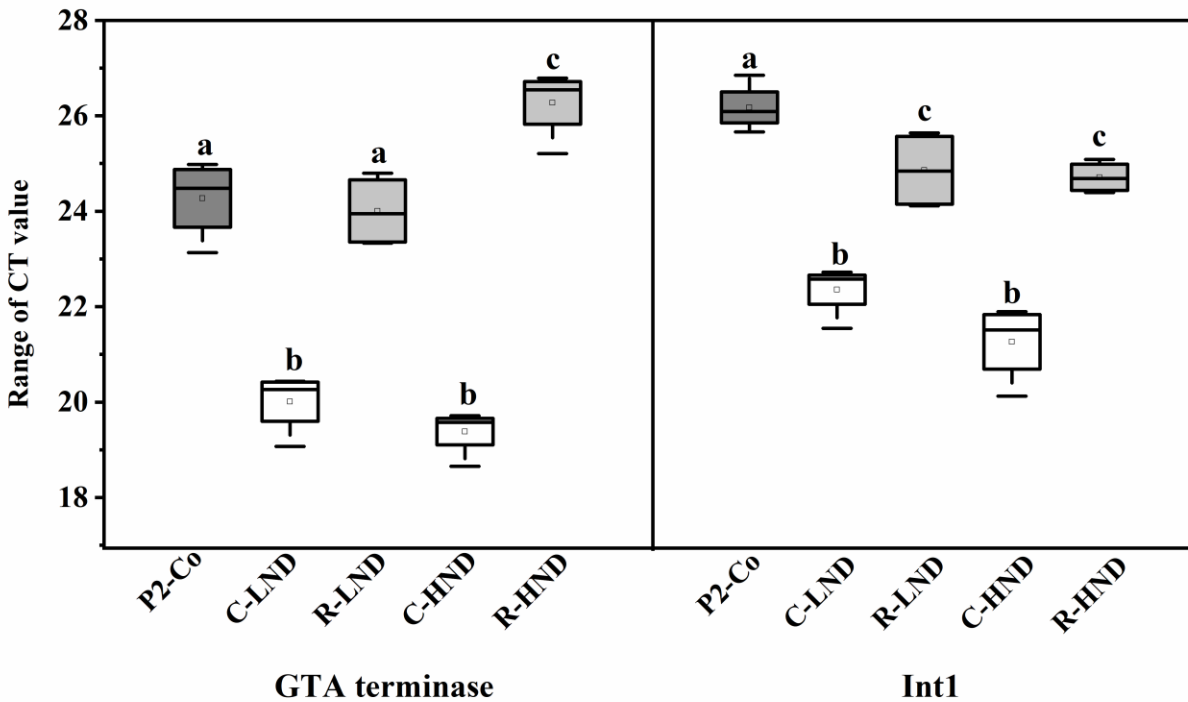 28
26
24
22
20
18
Range of CT value
a
b
a
b
c
a
b
c
b
c
P2-Co
C-LND
R-LND
C-HND
R-HND
P2-Co
C-LND
R-LND
C-HND
R-HND
GTA terminase
Int1